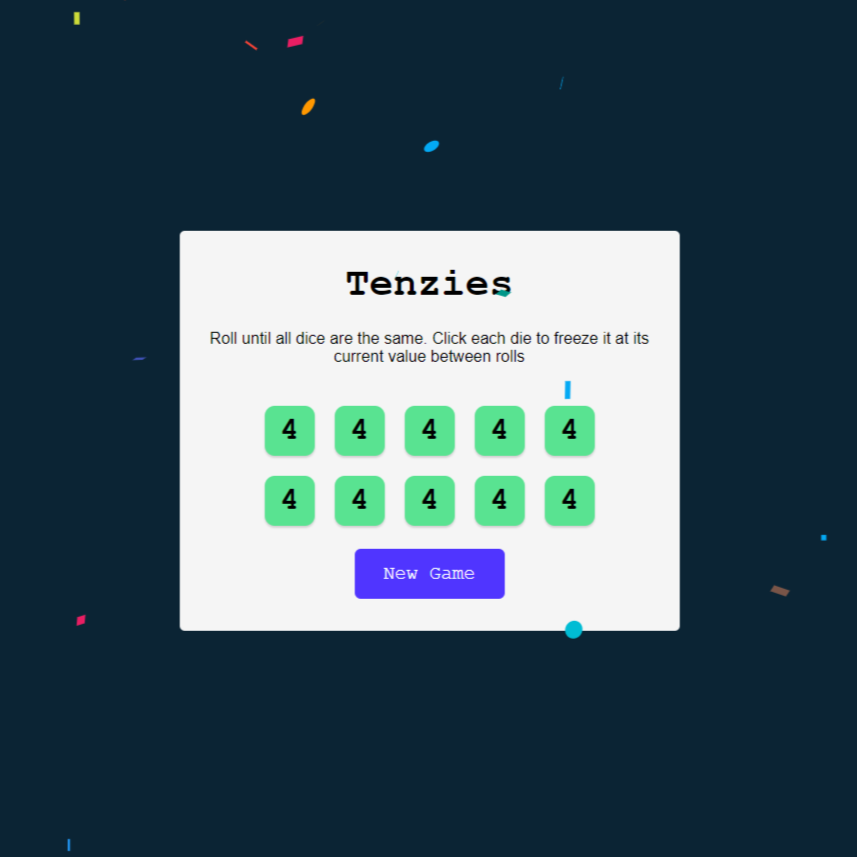 Tenzies
Roll until all dice are the same. Click each die to freeze it at its
current value between rolls
4 4 4 4 4
4 4 4 4 4
New Game